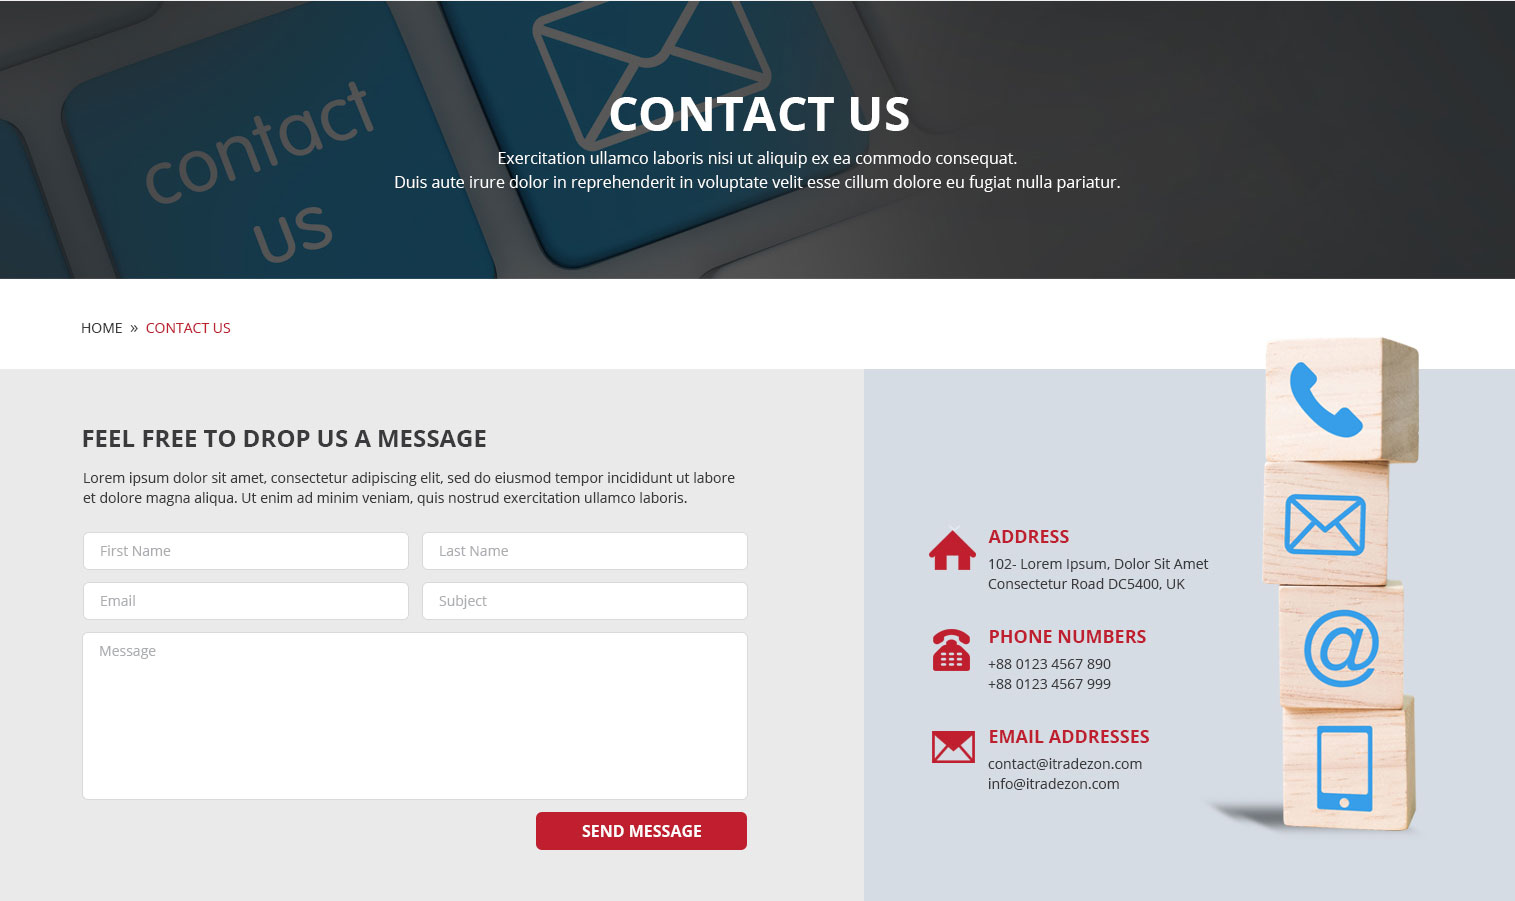 contact
us
CONTACT US
Exercitation ullamco laboris nisi ut aliquip ex ea commodo consequat.
Duis aute irure dolor in reprehenderit in voluptate velit esse cillum dolore eu fugiat nulla pariatur.
HOME » CONTACT US
FEEL FREE TO DROP US A MESSAGE
Lorem ipsum dolor sit amet, consectetur adipiscing elit, sed do eiusmod tempor incididunt ut labore
et dolore magna aliqua. Ut enim ad minim veniam, quis nostrud exercitation ullamco laboris.
First Name
Last Name
Email
Subject
Message
SEND MESSAGE
ADDRESS
102- Lorem Ipsum, Dolor Sit Amet
Consectetur Road DC5400, UK
PHONE NUMBERS
+88 0123 4567 890
+88 0123 4567 999
EMAIL ADDRESSES
contact@itradezon.com
info@itradezon.com
@